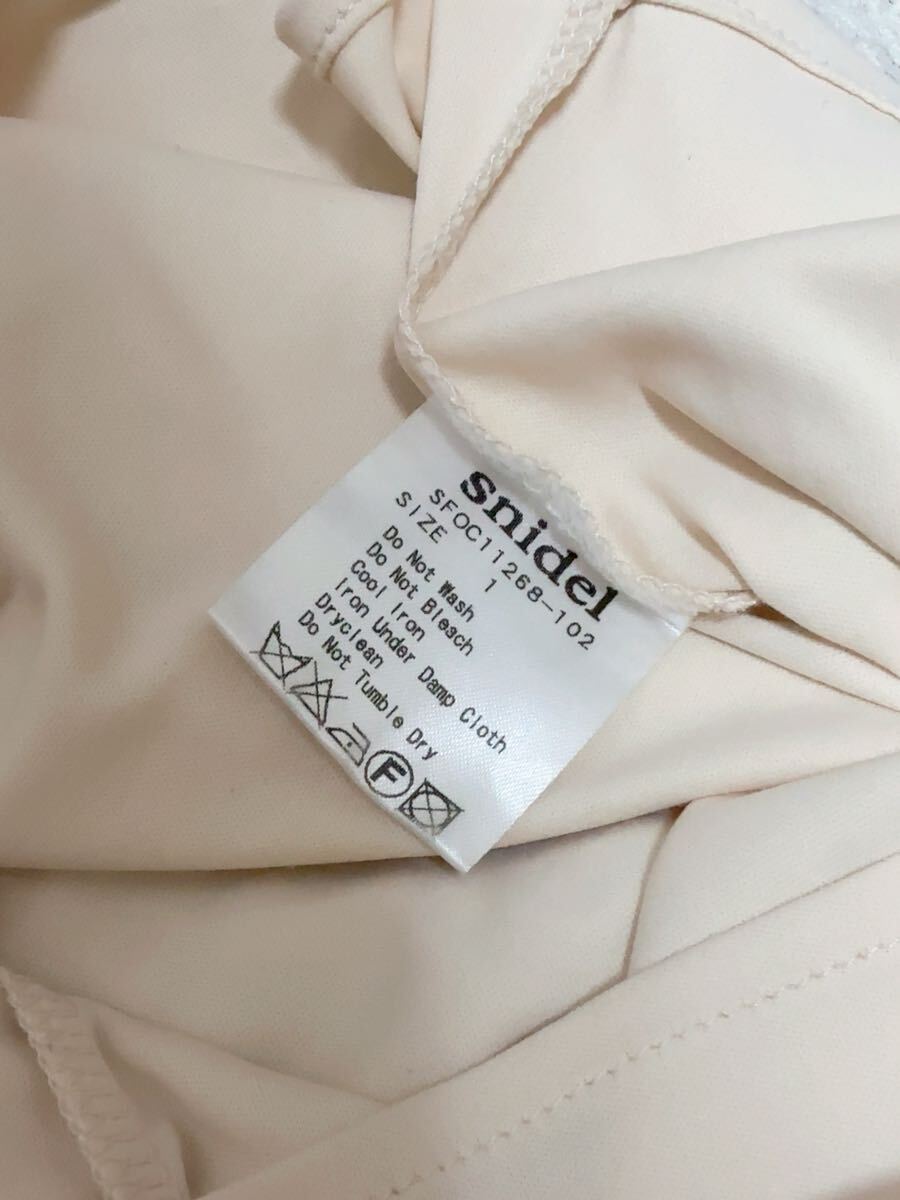 snidel
SFOC11268-102
SIZE 1
Do Not Wash
Do Not Bleach
Cool Iron
Iron Under Damp Cloth
Dryclean
Do Not Tumble Dry
F